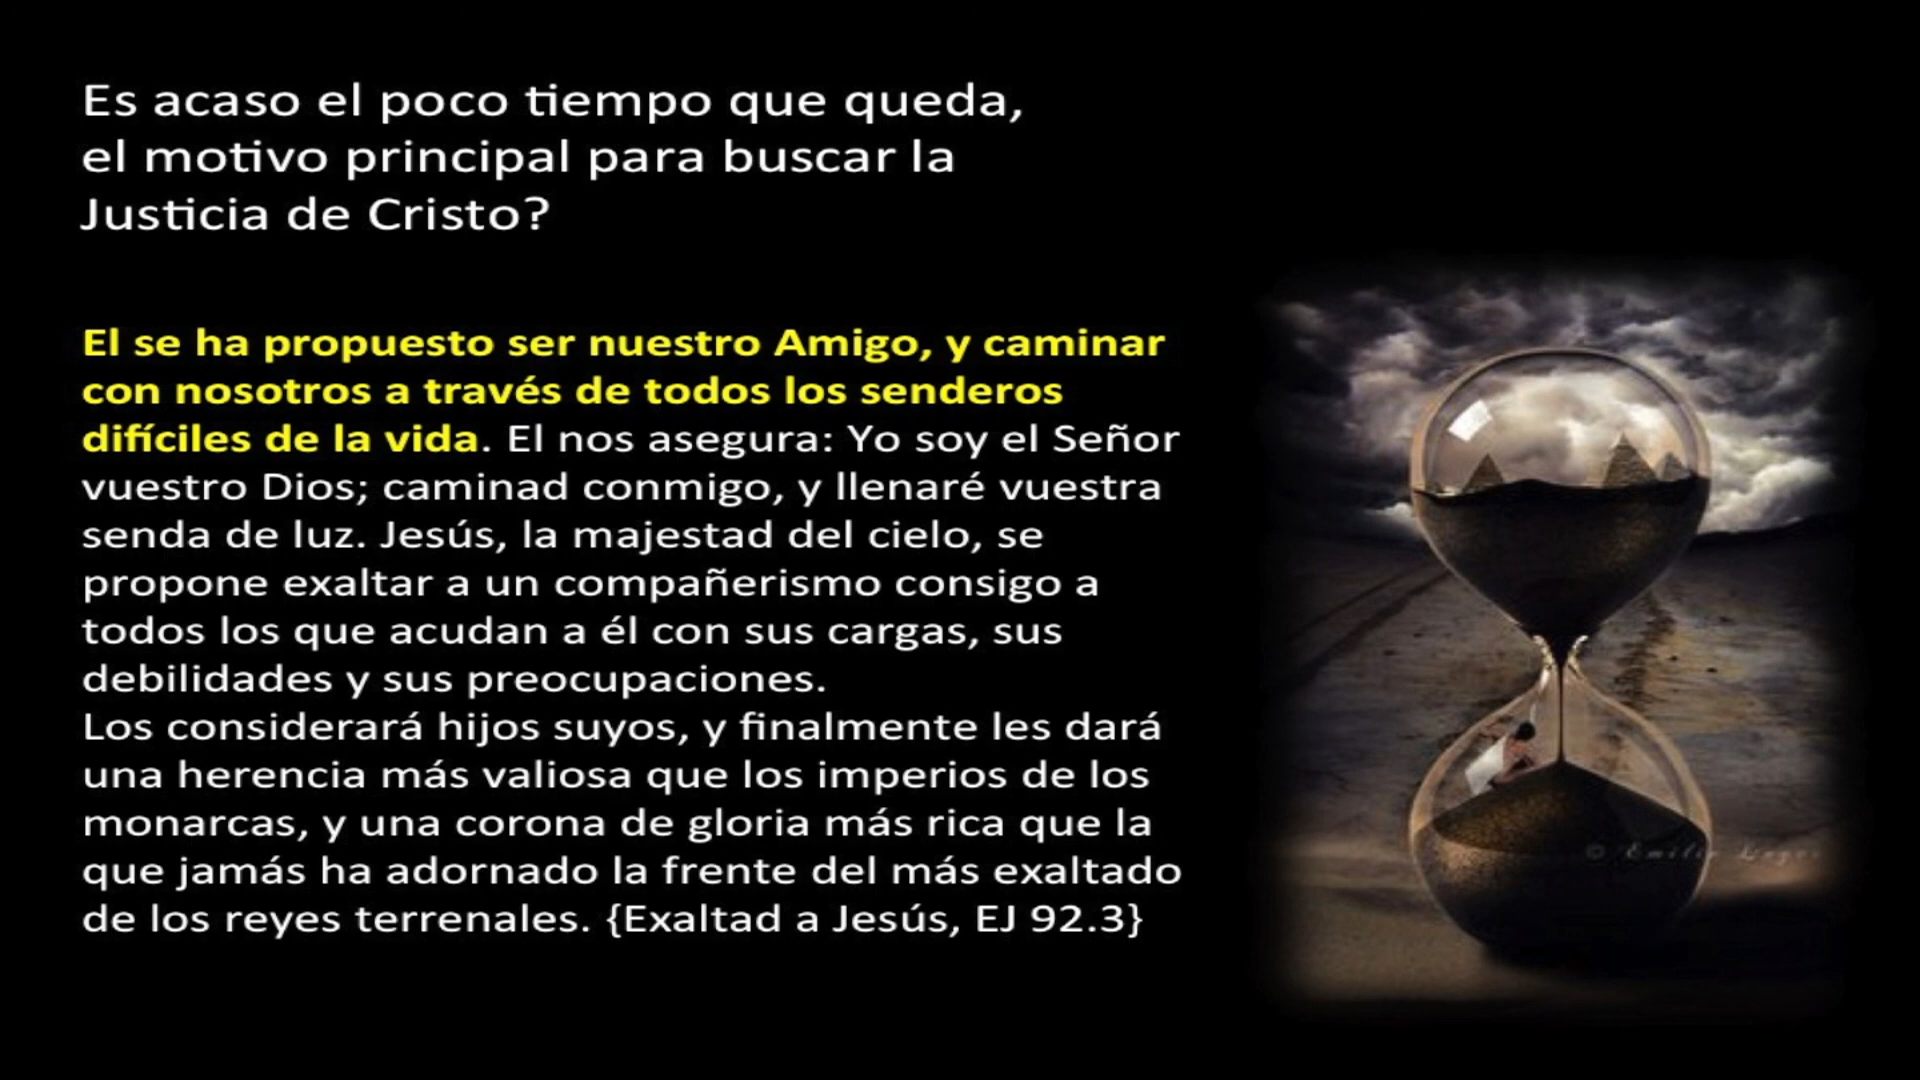 Es acaso el poco tiempo que queda,
el motivo principal para buscar la
Justicia de Cristo?
El se ha propuesto ser nuestro Amigo, y caminar
con nosotros a través de todos los senderos
difíciles de la vida. El nos asegura: Yo soy el Señor
vuestro Dios; caminad conmigo, y llenaré vuestra
senda de luz. Jesús, la majestad del cielo, se
propone exaltar a un compañerismo consigo a
todos los que acudan a él con sus cargas, sus
debilidades y sus preocupaciones.
Los considerará hijos suyos, y finalmente les dará
una herencia más valiosa que los imperios de los
monarcas, y una corona de gloria más rica que la
que jamás ha adornado la frente del más exaltado
de los reyes terrenales. {Exaltad a Jesús, EJ 92.3}
©